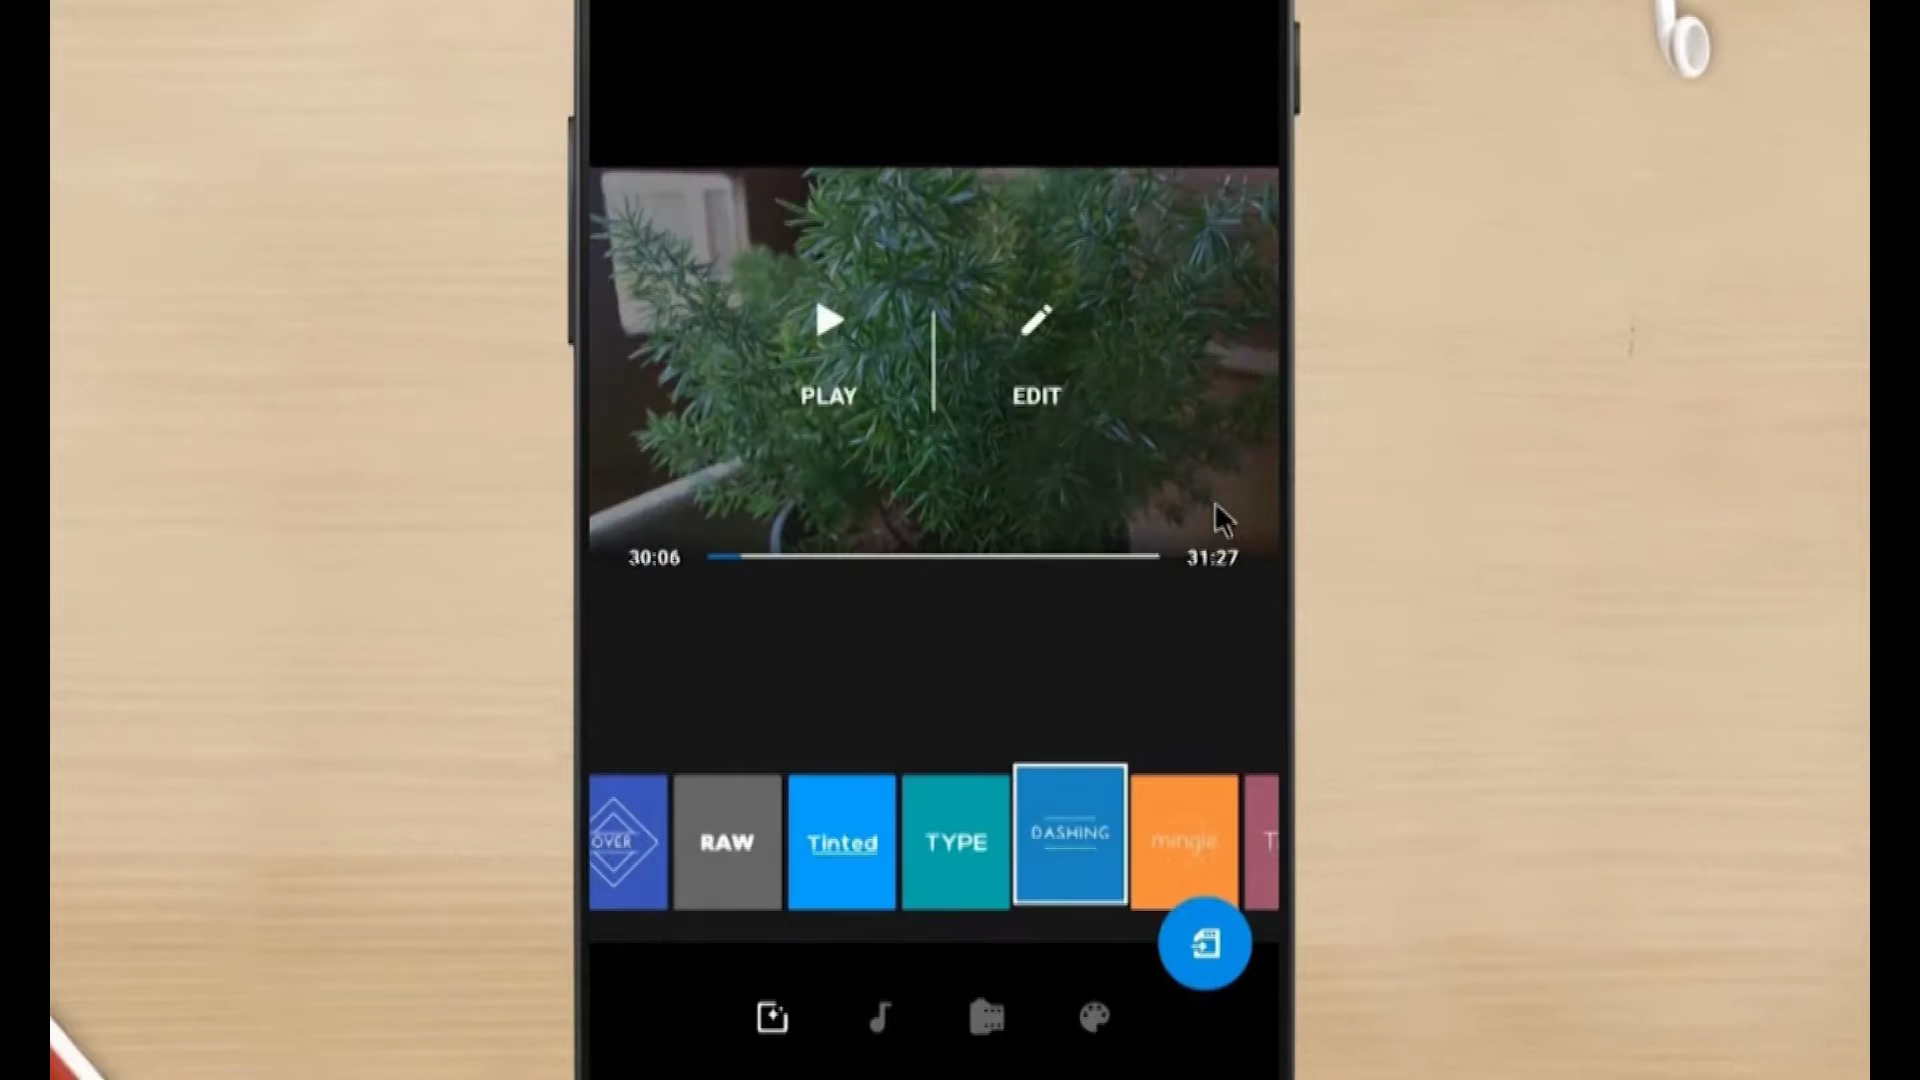 PLAY
EDIT
30:06
31:27
OVER
RAW
Tinted
TYPE
DASHING
mingle
T